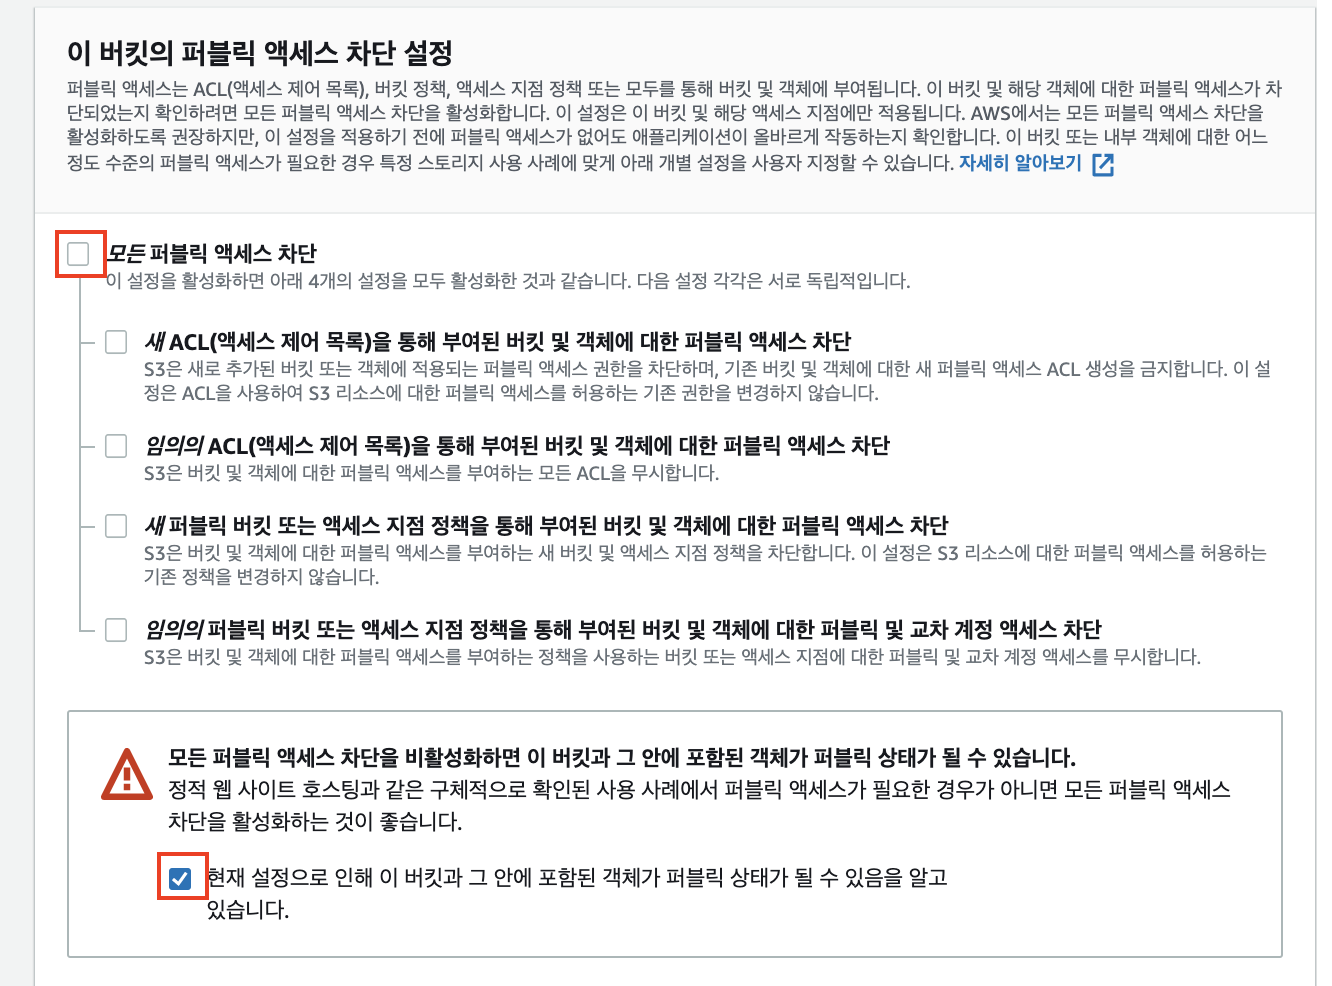 이 버킷의 퍼블릭 액세스 차단 설정
퍼블릭 액세스는 ACL(액세스 제어 목록), 버킷 정책, 액세스 지점 정책 또는 모두를 통해 버킷 및 객체에 부여됩니다. 이 버킷 및 해당 객체에 대한 퍼블릭 액세스가 차
단되었는지 확인하려면 모든 퍼블릭 액세스 차단을 활성화합니다. 이 설정은 이 버킷 및 해당 액세스 지점에만 적용됩니다. AWS에서는 모든 퍼블릭 액세스 차단을
활성화하도록 권장하지만, 이 설정을 적용하기 전에 퍼블릭 액세스가 없어도 애플리케이션이 올바르게 작동하는지 확인합니다. 이 버킷 또는 내부 객체에 대한 어느
정도 수준의 퍼블릭 액세스가 필요한 경우 특정 스토리지 사용 사례에 맞게 아래 개별 설정을 사용자 지정할 수 있습니다. 자세히 알아보기
모든 퍼블릭 액세스 차단
이 설정을 활성화하면 아래 4개의 설정을 모두 활성화한 것과 같습니다. 다음 설정 각각은 서로 독립적입니다.
새 ACL(액세스 제어 목록)을 통해 부여된 버킷 및 객체에 대한 퍼블릭 액세스 차단
S3은 새로 추가된 버킷 또는 객체에 적용되는 퍼블릭 액세스 권한을 차단하며, 기존 버킷 및 객체에 대한 새 퍼블릭 액세스 ACL 생성을 금지합니다. 이 설
정은 ACL을 사용하여 S3 리소스에 대한 퍼블릭 액세스를 허용하는 기존 권한을 변경하지 않습니다.
임의의 ACL(액세스 제어 목록)을 통해 부여된 버킷 및 객체에 대한 퍼블릭 액세스 차단
S3은 버킷 및 객체에 대한 퍼블릭 액세스를 부여하는 모든 ACL을 무시합니다.
새 퍼블릭 버킷 또는 액세스 지점 정책을 통해 부여된 버킷 및 객체에 대한 퍼블릭 액세스 차단
S3은 버킷 및 객체에 대한 퍼블릭 액세스를 부여하는 새 버킷 및 액세스 지점 정책을 차단합니다. 이 설정은 S3 리소스에 대한 퍼블릭 액세스를 허용하는
기존 정책을 변경하지 않습니다.
임의의 퍼블릭 버킷 또는 액세스 지점 정책을 통해 부여된 버킷 및 객체에 대한 퍼블릭 및 교차 계정 액세스 차단
S3은 버킷 및 객체에 대한 퍼블릭 액세스를 부여하는 정책을 사용하는 버킷 또는 액세스 지점에 대한 퍼블릭 및 교차 계정 액세스를 무시합니다.
모든 퍼블릭 액세스 차단을 비활성화하면 이 버킷과 그 안에 포함된 객체가 퍼블릭 상태가 될 수 있습니다.
정적 웹 사이트 호스팅과 같은 구체적으로 확인된 사용 사례에서 퍼블릭 액세스가 필요한 경우가 아니면 모든 퍼블릭 액세스
차단을 활성화하는 것이 좋습니다.
현재 설정으로 인해 이 버킷과 그 안에 포함된 객체가 퍼블릭 상태가 될 수 있음을 알고
있습니다.